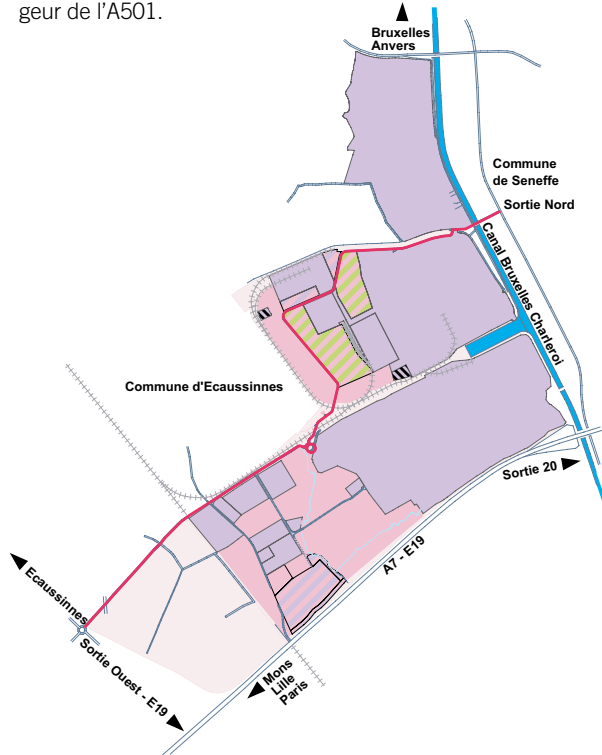 geur de l'A501.
Bruxelles
Anvers
Commune
de Seneffe
Sortie Nord
Canal Bruxelles Charleroi
Commune d'Ecaussinnes
Sortie 20
A7 - E19
Ecaussinnes
Sortie Ouest - E19
Mons
Lille
Paris